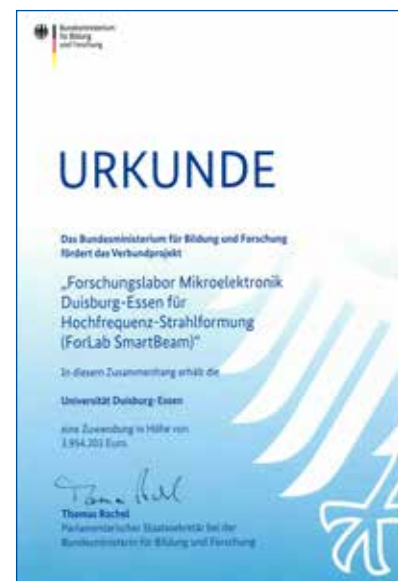 Bundesministerium
für Bildung
und Forschung
URKUNDE
Das Bundesministerium für Bildung und Forschung
fördert das Verbundprojekt
„Forschungslabor Mikroelektronik
Duisburg-Essen für
Hochfrequenz-Strahlformung
(ForLab SmartBeam)“
In diesem Zusammenhang erhält die
Universität Duisburg-Essen
eine Zuwendung in Höhe von
3.954.203 Euro.
Thomas Rachel
Parlamentarischer Staatssekretär bei der
Bundesministerin für Bildung und Forschung